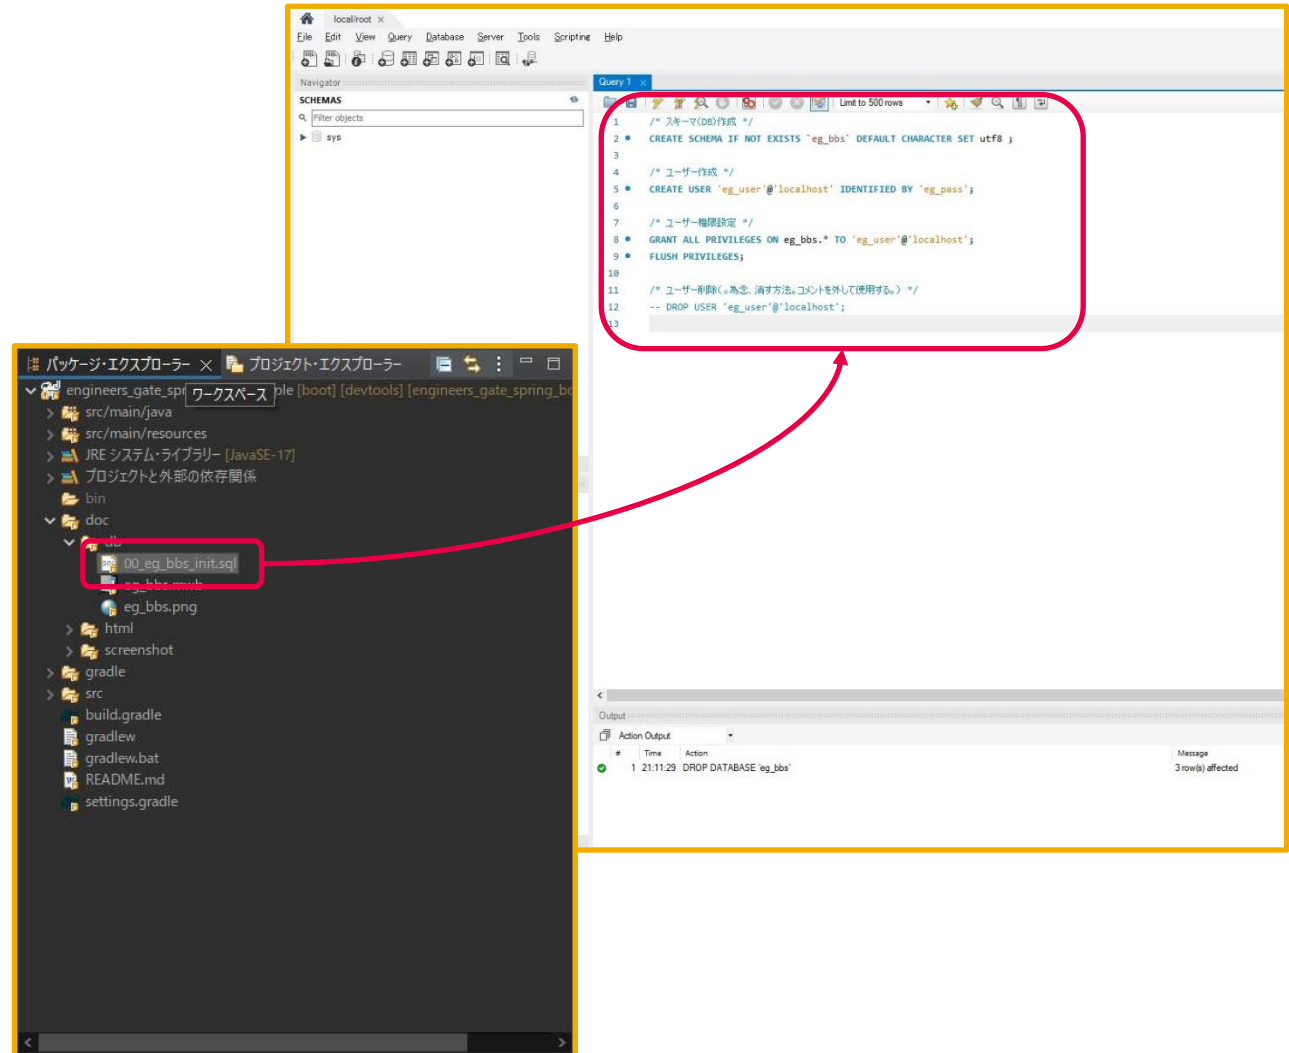 local/root ×
File Edit View Query Database Server Tools Scripting Help
Navigator
SCHEMAS
Filter objects
sys
Query 1 ×
Limit to 500 rows
1 /* スキーマ(DB)作成 */
2 CREATE SCHEMA IF NOT EXISTS `eg_bbs` DEFAULT CHARACTER SET utf8 ;
3
4 /* ユーザー作成 */
5 CREATE USER 'eg_user'@'localhost' IDENTIFIED BY 'eg_pass';
6
7 /* ユーザー権限設定 */
8 GRANT ALL PRIVILEGES ON eg_bbs.* TO 'eg_user'@'localhost';
9 FLUSH PRIVILEGES;
10
11 /* ユーザー削除(※為念、消す方法。コメントを外して使用する。) */
12 -- DROP USER 'eg_user'@'localhost';
13
Output
Action Output
# Time Action Message
1 21:11:29 DROP DATABASE `eg_bbs` 3 row(s) affected
パッケージ・エクスプローラー × プロジェクト・エクスプローラー
engineers_gate_spr ple [boot] [devtools] [engineers_gate_spring_bo
ワークスペース
src/main/java
src/main/resources
JRE システム・ライブラリー [JavaSE-17]
プロジェクトと外部の依存関係
bin
doc
db
00_eg_bbs_init.sql
eg_bbs.mwb
eg_bbs.png
html
screenshot
gradle
src
build.gradle
gradlew
gradlew.bat
README.md
settings.gradle